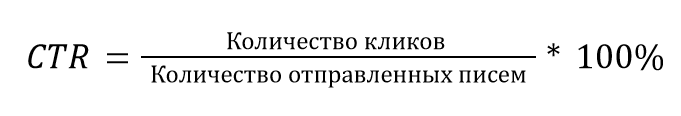 CTR = Количество кликов
Количество отправленных писем * 100%